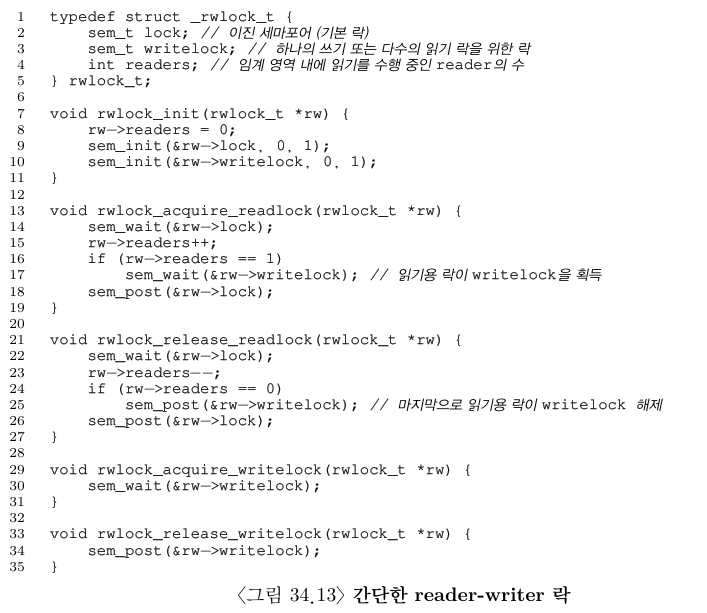 1 typedef struct _rwlock_t {
2 sem_t lock; // 이진 세마포어 (기본 락)
3 sem_t writelock; // 하나의 쓰기 또는 다수의 읽기 락을 위한 락
4 int readers; // 임계 영역 내에 읽기를 수행 중인 reader의 수
5 } rwlock_t;
6
7 void rwlock_init(rwlock_t *rw) {
8 rw->readers = 0;
9 sem_init(&rw->lock, 0, 1);
10 sem_init(&rw->writelock, 0, 1);
11 }
12
13 void rwlock_acquire_readlock(rwlock_t *rw) {
14 sem_wait(&rw->lock);
15 rw->readers++;
16 if (rw->readers == 1)
17 sem_wait(&rw->writelock); // 읽기용 락이 writelock을 획득
18 sem_post(&rw->lock);
19 }
20
21 void rwlock_release_readlock(rwlock_t *rw) {
22 sem_wait(&rw->lock);
23 rw->readers--;
24 if (rw->readers == 0)
25 sem_post(&rw->writelock); // 마지막으로 읽기용 락이 writelock 해제
26 sem_post(&rw->lock);
27 }
28
29 void rwlock_acquire_writelock(rwlock_t *rw) {
30 sem_wait(&rw->writelock);
31 }
32
33 void rwlock_release_writelock(rwlock_t *rw) {
34 sem_post(&rw->writelock);
35 }
〈그림 34.13〉 간단한 reader-writer 락